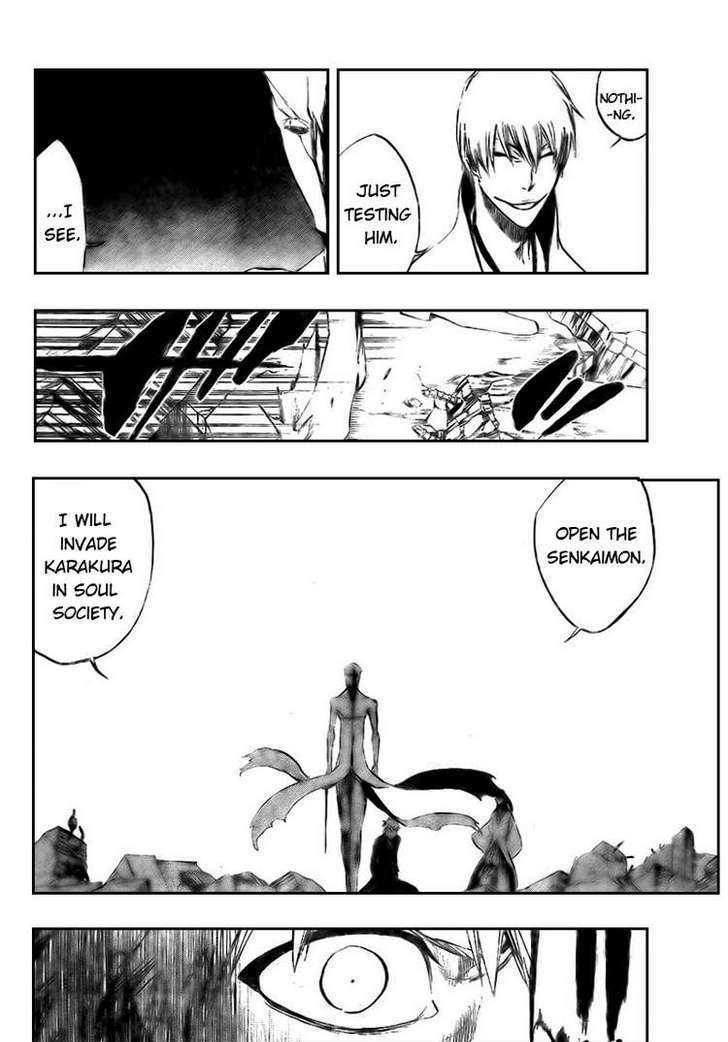 NOTHI-
-NG.
JUST
TESTING
HIM.
...I
SEE.
OPEN THE
SENKAIMON.
I WILL
INVADE
KARAKURA
IN SOUL
SOCIETY.